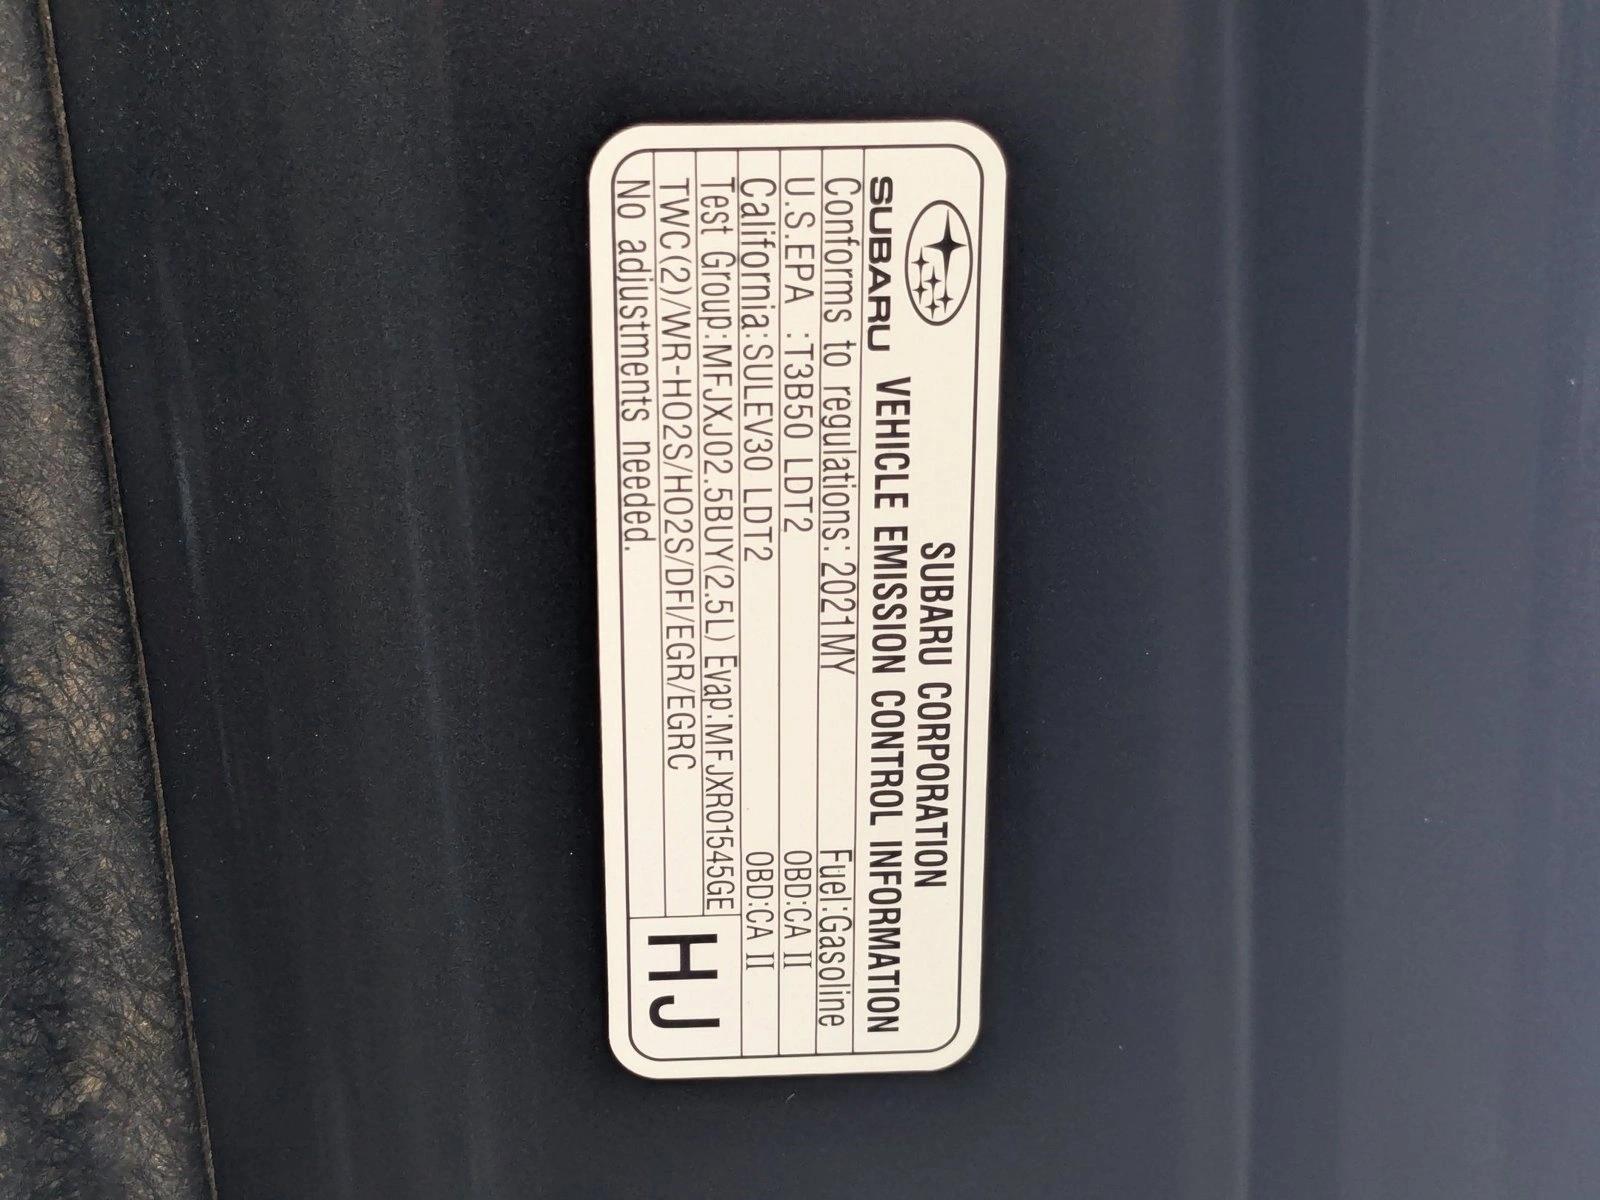 SUBARU CORPORATION
SUBARU VEHICLE EMISSION CONTROL INFORMATION
Conforms to regulations:2021MY Fuel:Gasoline
U.S.EPA :T3B50 LDT2 OBD:CA II
California:SULEV30 LDT2 OBD:CA II
Test Group:MFJXJ02.5BUY(2.5L) Evap:MFJXR01545GE
TWC(2)/WR-HO2S/HO2S/DFI/EGR/EGRC
No adjustments needed.
HJ